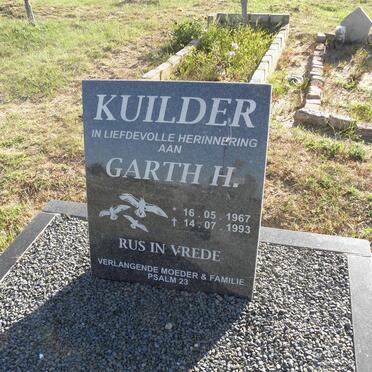 KUILDER
IN LIEFDEVOLLE HERINNERING
AAN
GARTH H.
* 16 . 05 . 1967
† 14 . 07 . 1993
RUS IN VREDE
VERLANGENDE MOEDER & FAMILIE
PSALM 23